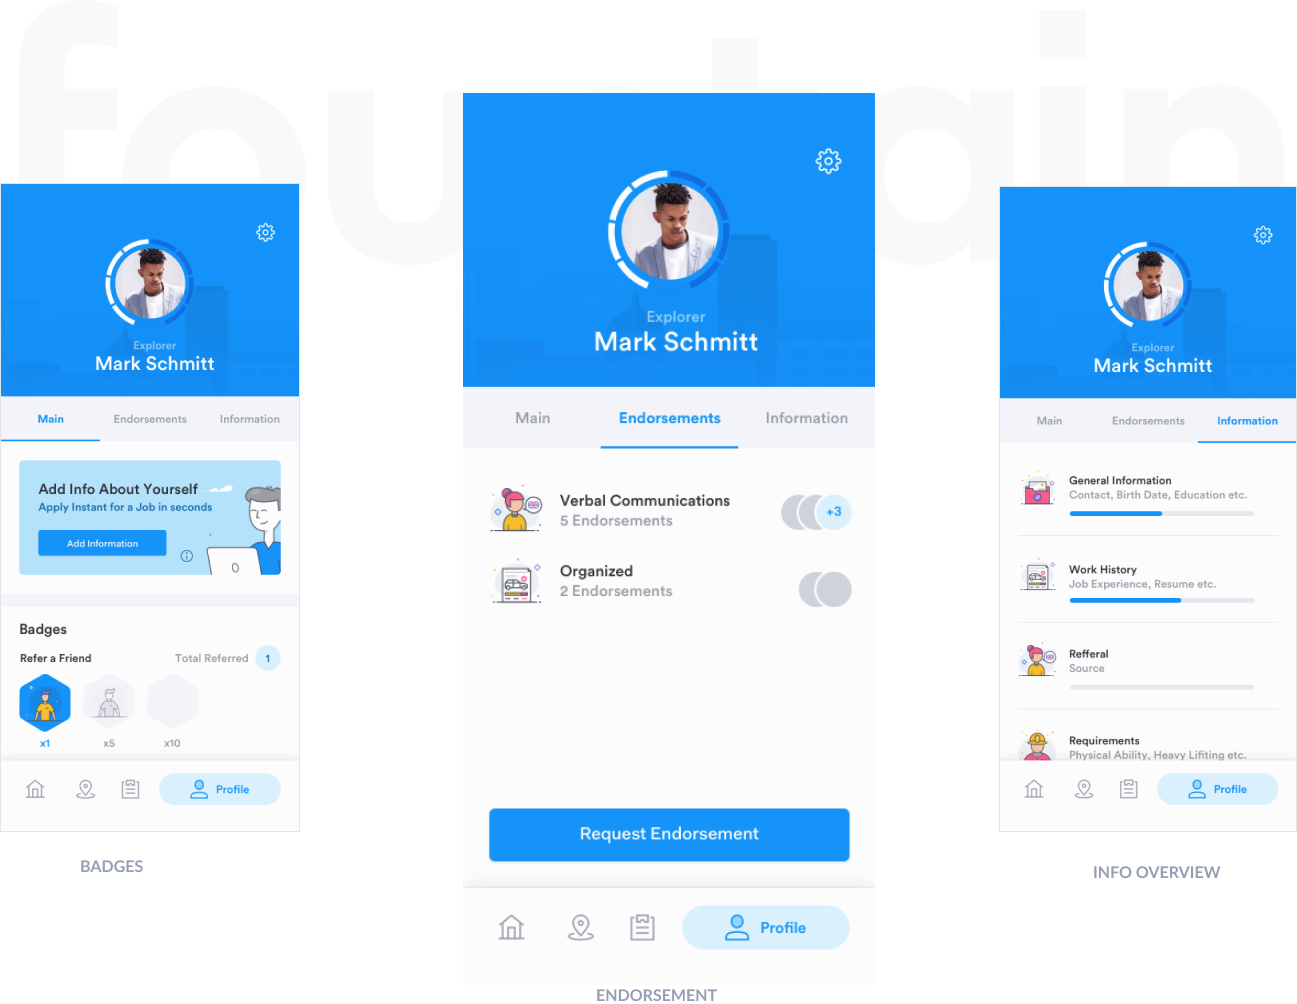 fountain
Explorer
Mark Schmitt
Main Endorsements Information
Add Info About Yourself
Apply Instant for a Job in seconds
Add Information
Badges
Refer a Friend Total Referred 1
x1 x5 x10
Profile
BADGES
Explorer
Mark Schmitt
Main Endorsements Information
Verbal Communications
5 Endorsements
+3
Organized
2 Endorsements
Request Endorsement
Profile
ENDORSEMENT
Explorer
Mark Schmitt
Main Endorsements Information
General Information
Contact, Birth Date, Education etc.
Work History
Job Experience, Resume etc.
Refferal
Source
Requirements
Physical Ability, Heavy Lifiting etc.
Profile
INFO OVERVIEW